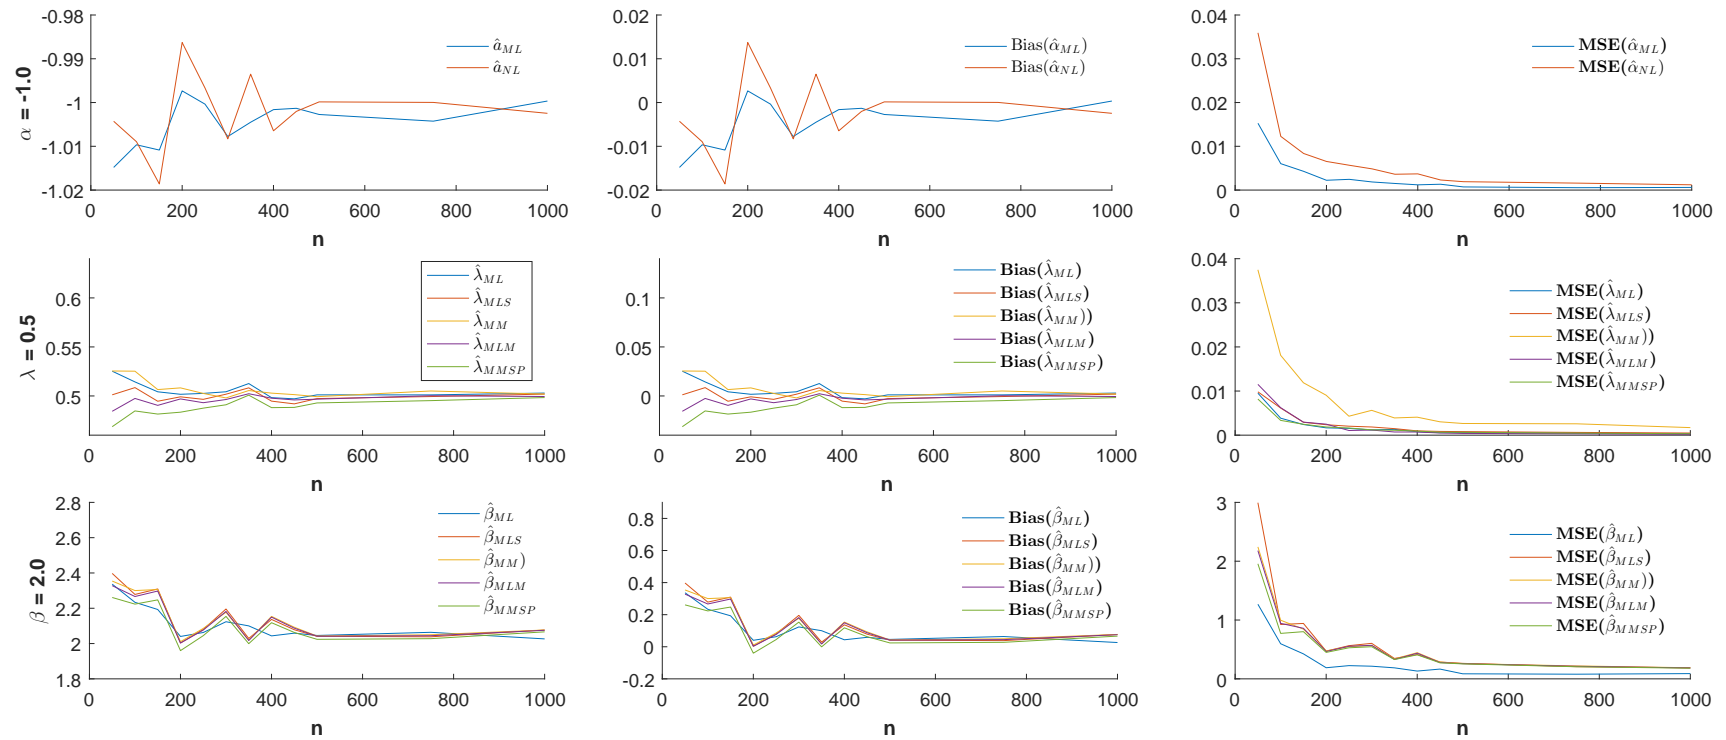 α = -1.0
-0.98
-0.99
-1
-1.01
-1.02
0 200 400 600 800 1000
n
â_ML
â_NL
0.02
0.01
0
-0.01
-0.02
0 200 400 600 800 1000
n
Bias(α̂_ML)
Bias(α̂_NL)
0.04
0.03
0.02
0.01
0
0 200 400 600 800 1000
n
MSE(α̂_ML)
MSE(α̂_NL)
λ = 0.5
0.6
0.55
0.5
0 200 400 600 800 1000
n
λ̂_ML
λ̂_MLS
λ̂_MM
λ̂_MLM
λ̂_MMSP
0.1
0.05
0
0 200 400 600 800 1000
n
Bias(λ̂_ML)
Bias(λ̂_MLS)
Bias(λ̂_MM))
Bias(λ̂_MLM)
Bias(λ̂_MMSP)
0.04
0.03
0.02
0.01
0
0 200 400 600 800 1000
n
MSE(λ̂_ML)
MSE(λ̂_MLS)
MSE(λ̂_MM))
MSE(λ̂_MLM)
MSE(λ̂_MMSP)
β = 2.0
2.8
2.6
2.4
2.2
2
1.8
0 200 400 600 800 1000
n
β̂_ML
β̂_MLS
β̂_MM)
β̂_MLM
β̂_MMSP
0.8
0.6
0.4
0.2
0
-0.2
0 200 400 600 800 1000
n
Bias(β̂_ML)
Bias(β̂_MLS)
Bias(β̂_MM))
Bias(β̂_MLM)
Bias(β̂_MMSP)
3
2
1
0
0 200 400 600 800 1000
n
MSE(β̂_ML)
MSE(β̂_MLS)
MSE(β̂_MM))
MSE(β̂_MLM)
MSE(β̂_MMSP)